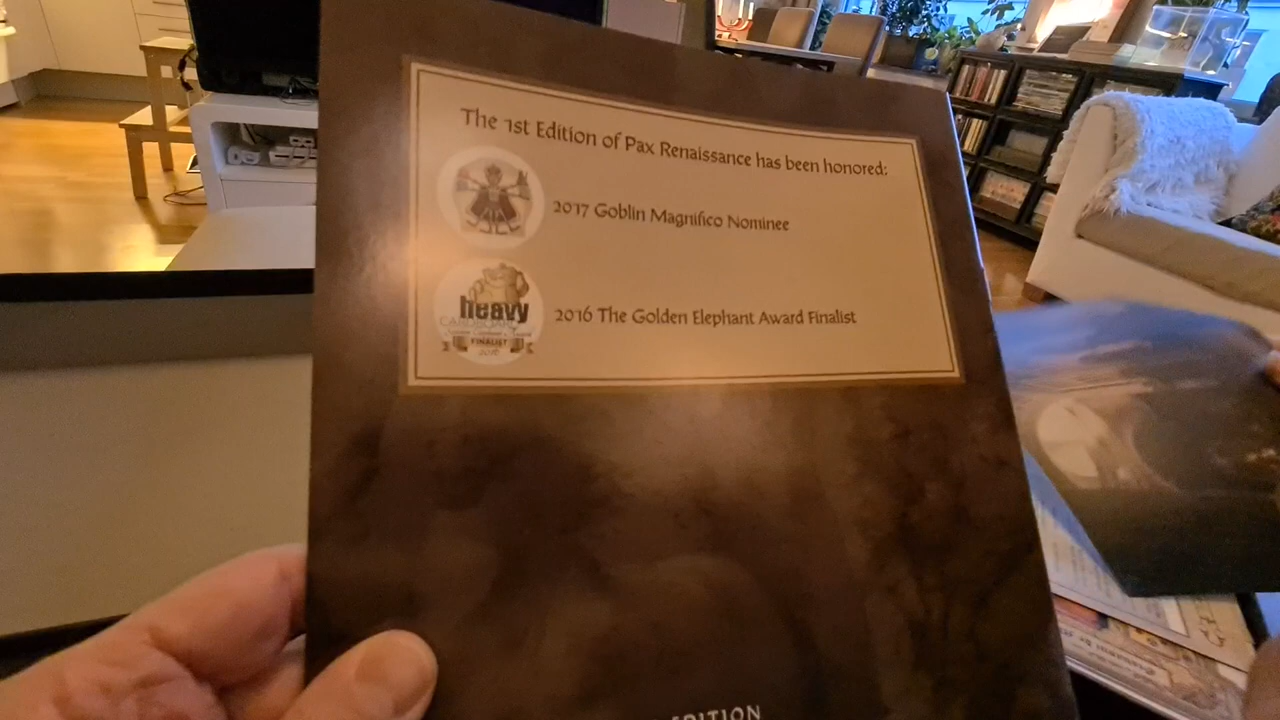 The 1st Edition of Pax Renaissance has been honored:
2017 Goblin Magnifico Nominee
heavy
CARDBOARD
FINALIST
2016
2016 The Golden Elephant Award Finalist
EDITION